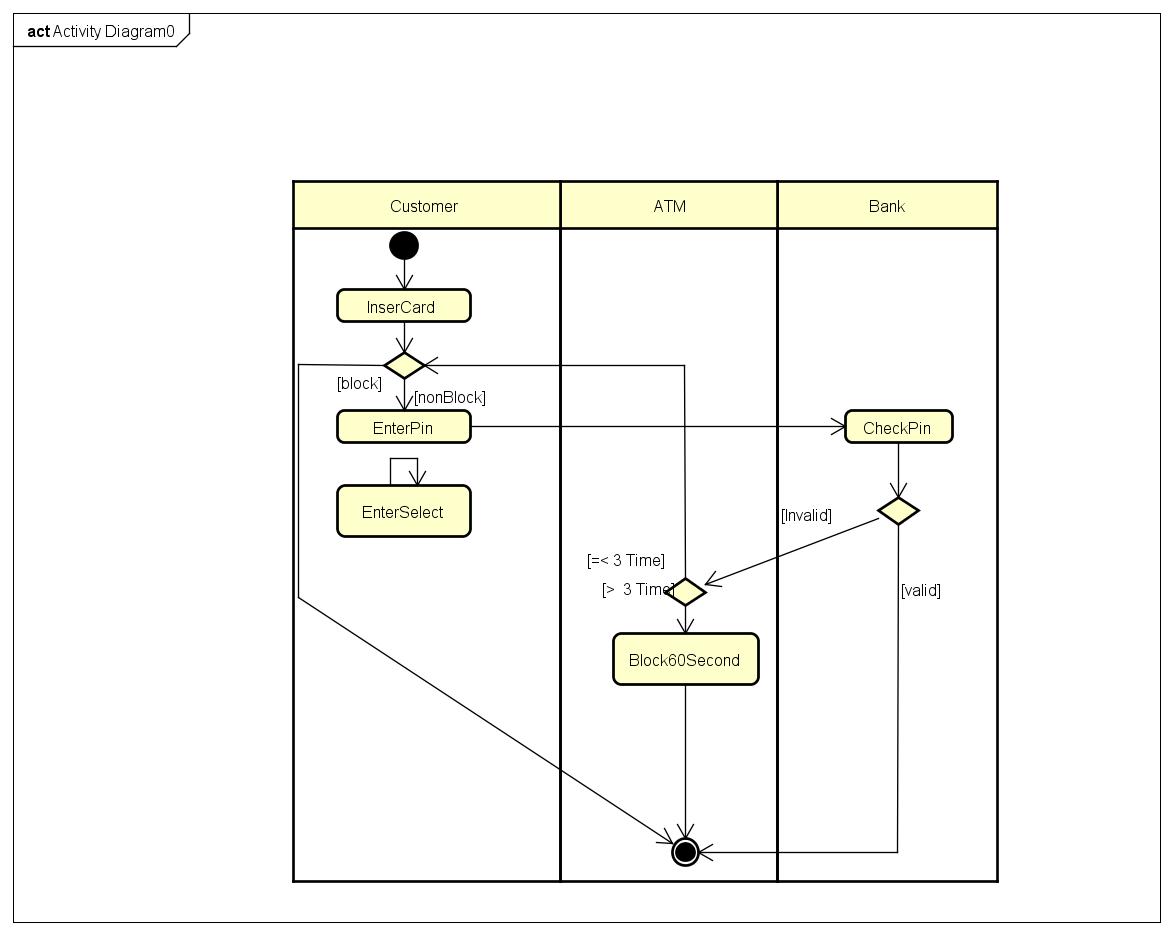 act Activity Diagram0
Customer
ATM
Bank
InserCard
[block]
[nonBlock]
EnterPin
CheckPin
EnterSelect
[Invalid]
[=< 3 Time]
[>  3 Time]
[valid]
Block60Second